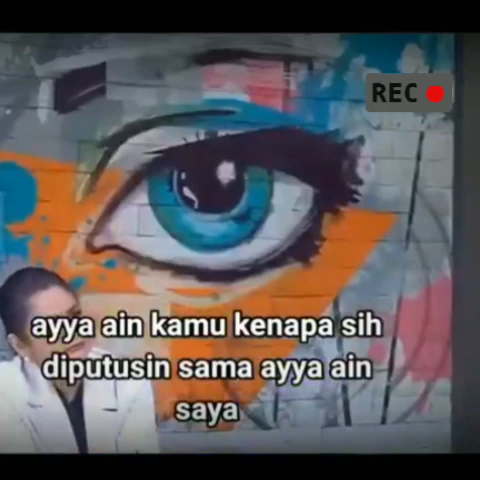 REC
ayya ain kamu kenapa sih
diputusin sama ayya ain
saya